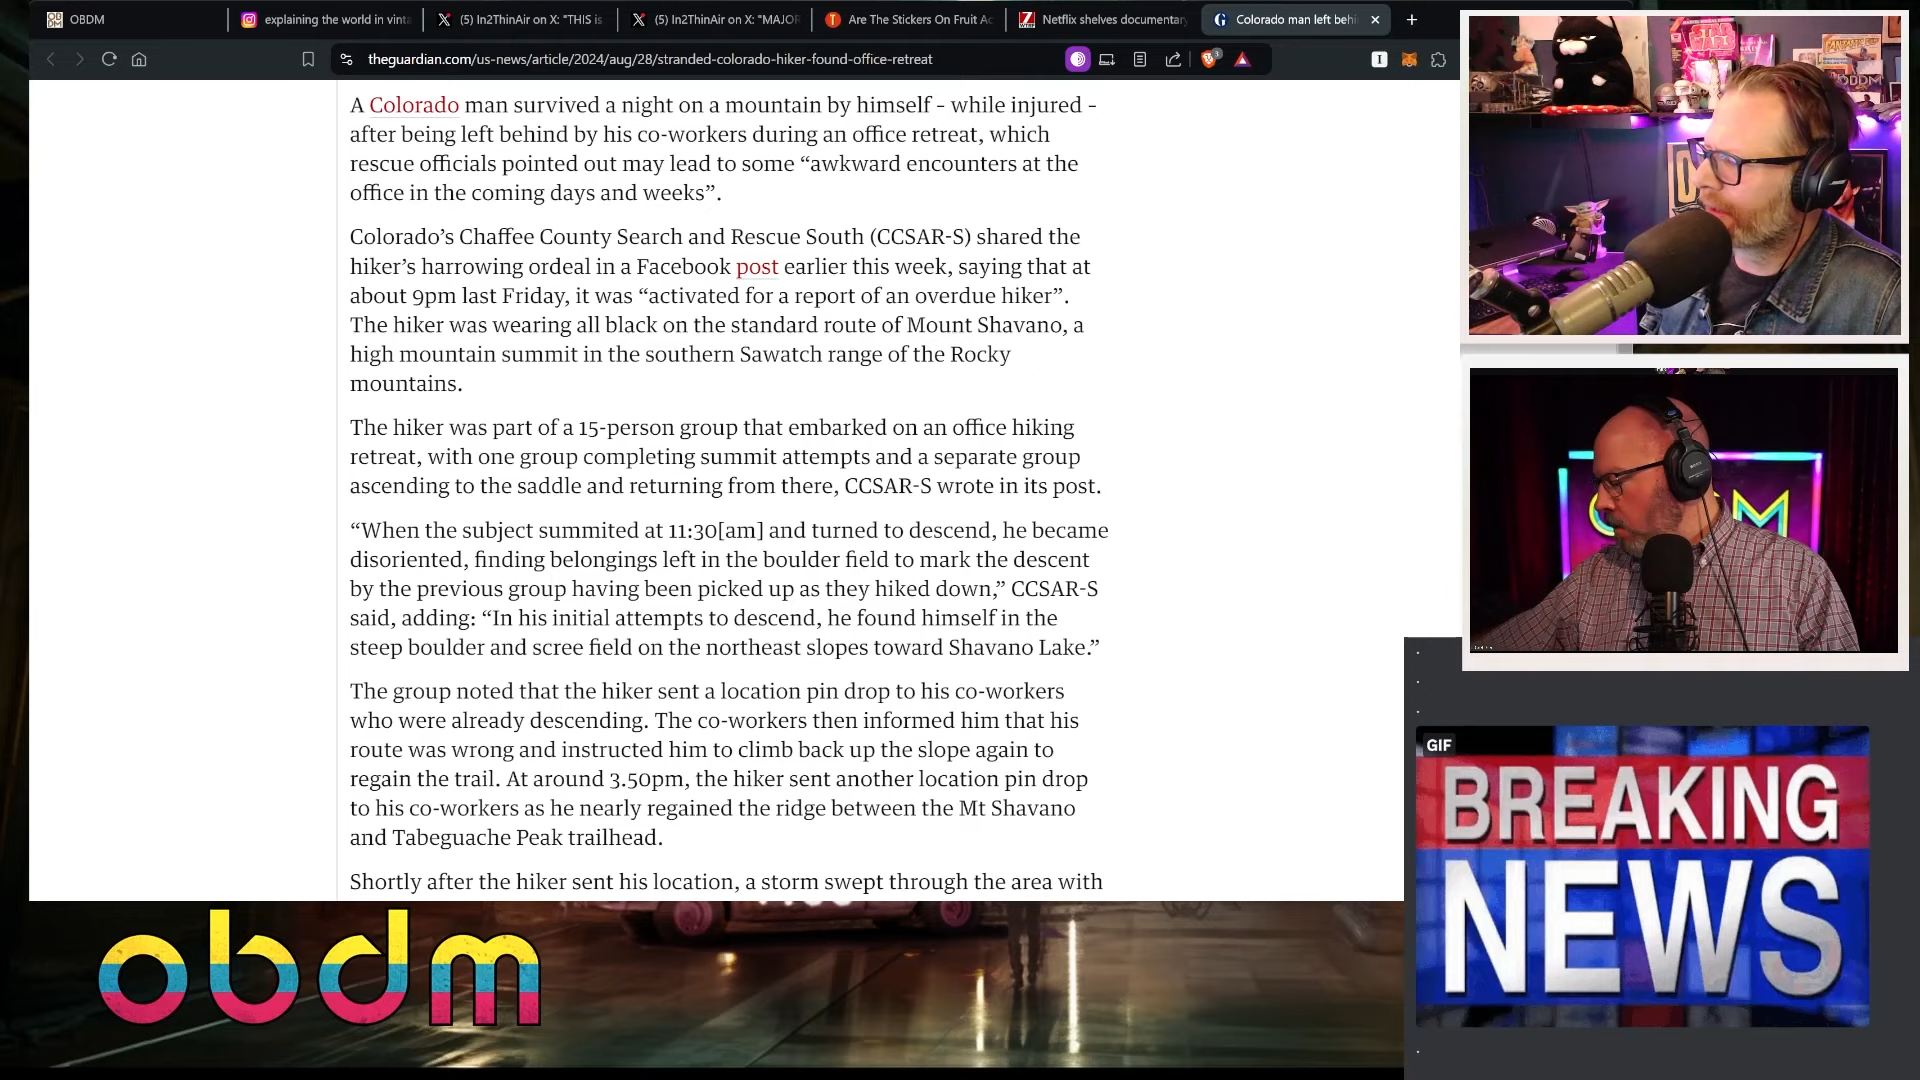 OBDM
explaining the world in vinta
(5) In2ThinAir on X: "THIS is
(5) In2ThinAir on X: "MAJOR
Are The Stickers On Fruit Ac
Netflix shelves documentary
Colorado man left behi
theguardian.com/us-news/article/2024/aug/28/stranded-colorado-hiker-found-office-retreat
A Colorado man survived a night on a mountain by himself – while injured –
after being left behind by his co-workers during an office retreat, which
rescue officials pointed out may lead to some “awkward encounters at the
office in the coming days and weeks”.
Colorado’s Chaffee County Search and Rescue South (CCSAR-S) shared the
hiker’s harrowing ordeal in a Facebook post earlier this week, saying that at
about 9pm last Friday, it was “activated for a report of an overdue hiker”.
The hiker was wearing all black on the standard route of Mount Shavano, a
high mountain summit in the southern Sawatch range of the Rocky
mountains.
The hiker was part of a 15-person group that embarked on an office hiking
retreat, with one group completing summit attempts and a separate group
ascending to the saddle and returning from there, CCSAR-S wrote in its post.
“When the subject summited at 11:30[am] and turned to descend, he became
disoriented, finding belongings left in the boulder field to mark the descent
by the previous group having been picked up as they hiked down,” CCSAR-S
said, adding: “In his initial attempts to descend, he found himself in the
steep boulder and scree field on the northeast slopes toward Shavano Lake.”
The group noted that the hiker sent a location pin drop to his co-workers
who were already descending. The co-workers then informed him that his
route was wrong and instructed him to climb back up the slope again to
regain the trail. At around 3.50pm, the hiker sent another location pin drop
to his co-workers as he nearly regained the ridge between the Mt Shavano
and Tabeguache Peak trailhead.
Shortly after the hiker sent his location, a storm swept through the area with
STAR WARS
GIF
BREAKING
NEWS
obdm